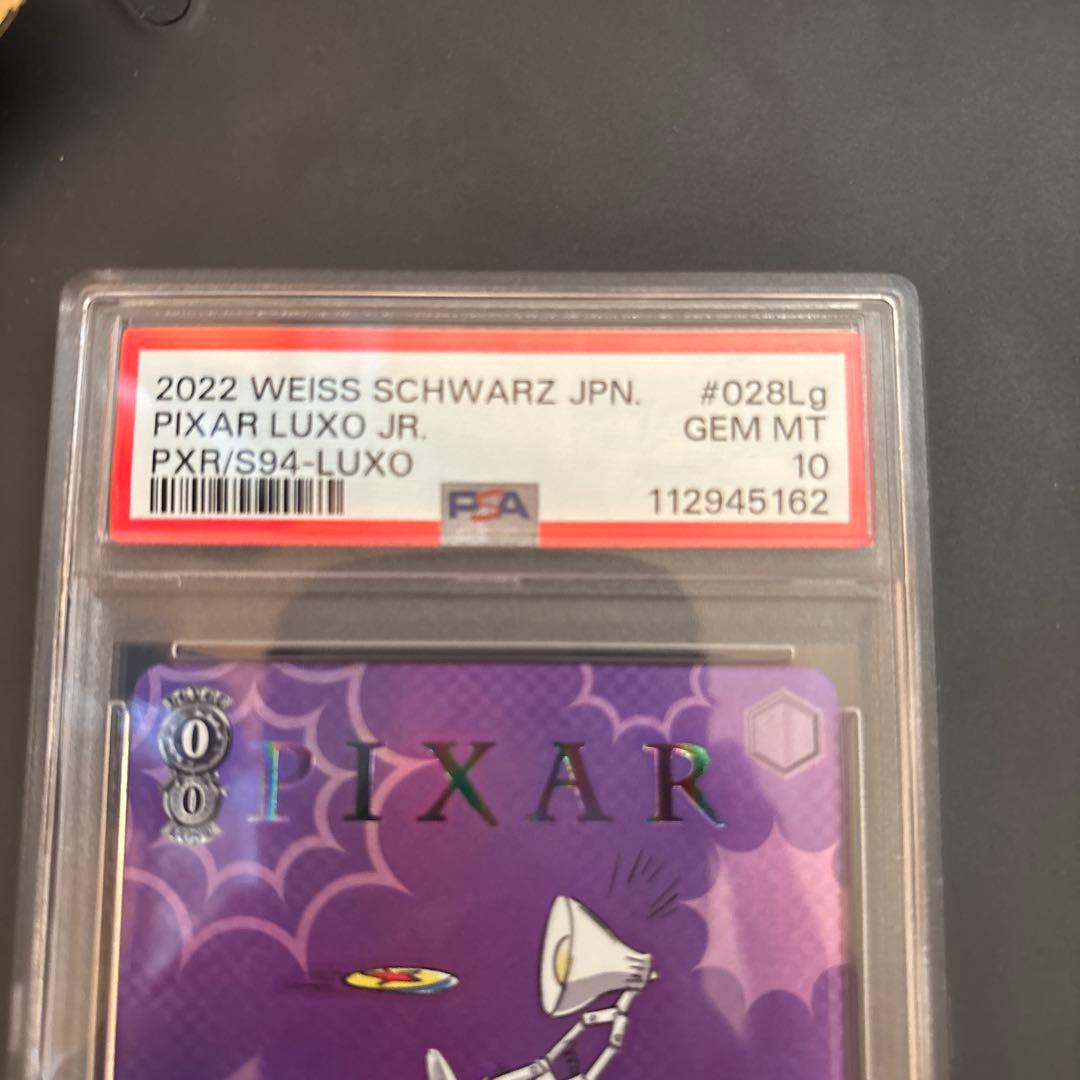 2022 WEISS SCHWARZ JPN. #028Lg
PIXAR LUXO JR. GEM MT
PXR/S94-LUXO 10
PSA 112945162
0
0
PIXAR